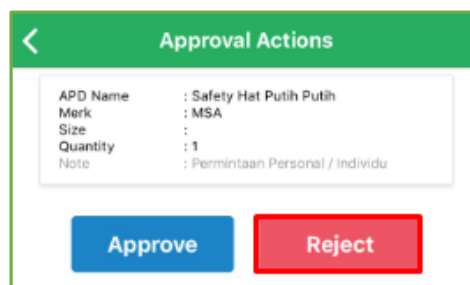 Approval Actions
APD Name : Safety Hat Putih Putih
Merk : MSA
Size :
Quantity : 1
Note : Permintaan Personal / Individu
Approve Reject